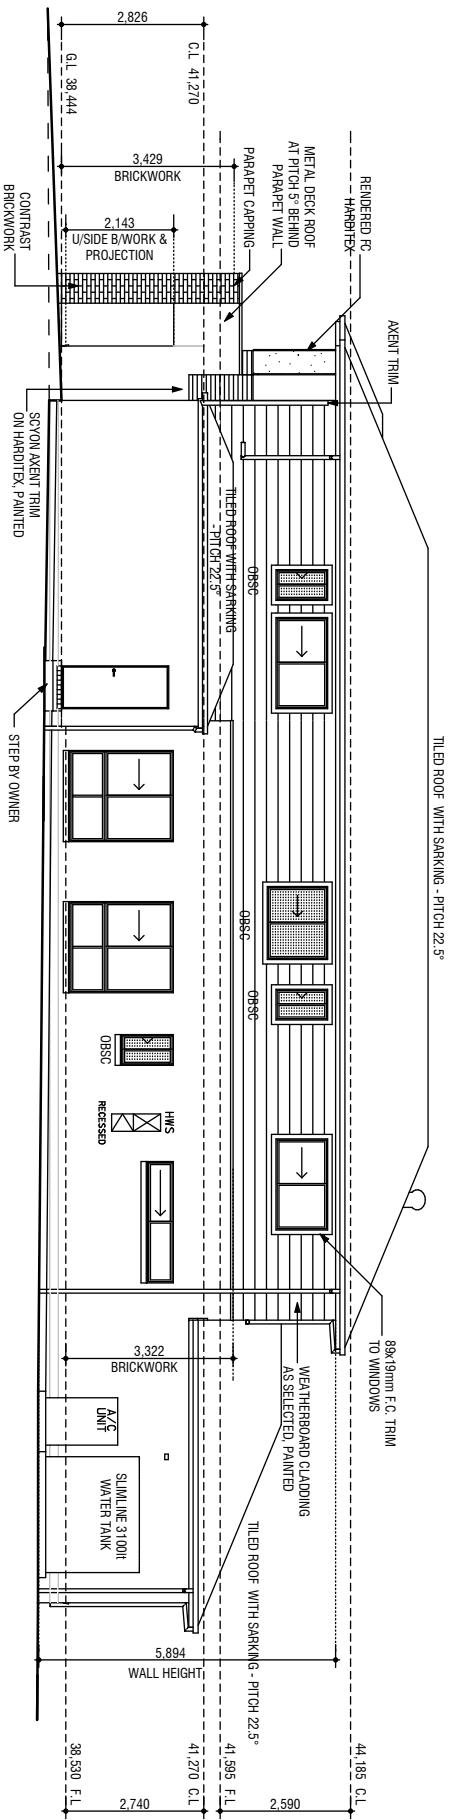 TILED ROOF WITH SARKING - PITCH 22.5°
RENDERED FC
HARDITEX
METAL DECK ROOF
AT PITCH 5° BEHIND
PARAPET WALL
PARAPET CAPPING
AXENT TRIM
C.L 41,270
G.L 38,444
2,826
3,429
BRICKWORK
2,143
U/SIDE B/WORK &
PROJECTION
CONTRAST
BRICKWORK
SCYON AXENT TRIM
ON HARDITEX, PAINTED
TILED ROOF WITH SARKING
- PITCH 22.5°
OBSC
OBSC
OBSC
OBSC
STEP BY OWNER
HWS
RECESSED
89x19mm F.C. TRIM
TO WINDOWS
WEATHERBOARD CLADDING
AS SELECTED, PAINTED
3,322
BRICKWORK
A/C
UNIT
SLIMLINE 3100lt
WATER TANK
TILED ROOF WITH SARKING - PITCH 22.5°
5,894
WALL HEIGHT
44,185 C.L
41,595 F.L
41,270 C.L
38,530 F.L
2,590
2,740